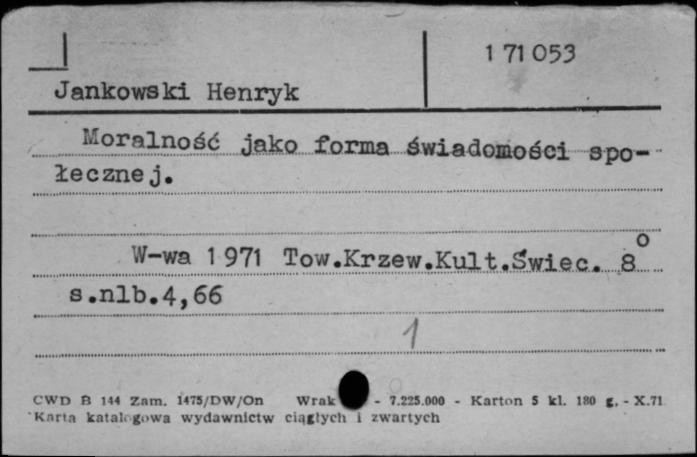 1 71 053
Jankowski Henryk
Moralność jako forma świadomości spo-
łecznej.
W-wa 1971 Tow.Krzew.Kult.Świec. 8°
s.nlb.4,66
1
CWD B 144 Zam. 1475/DW/On Wrak - 7.225.000 - Karton 5 kl. 180 g. - X.71
Karta katalogowa wydawnictw ciągłych i zwartych